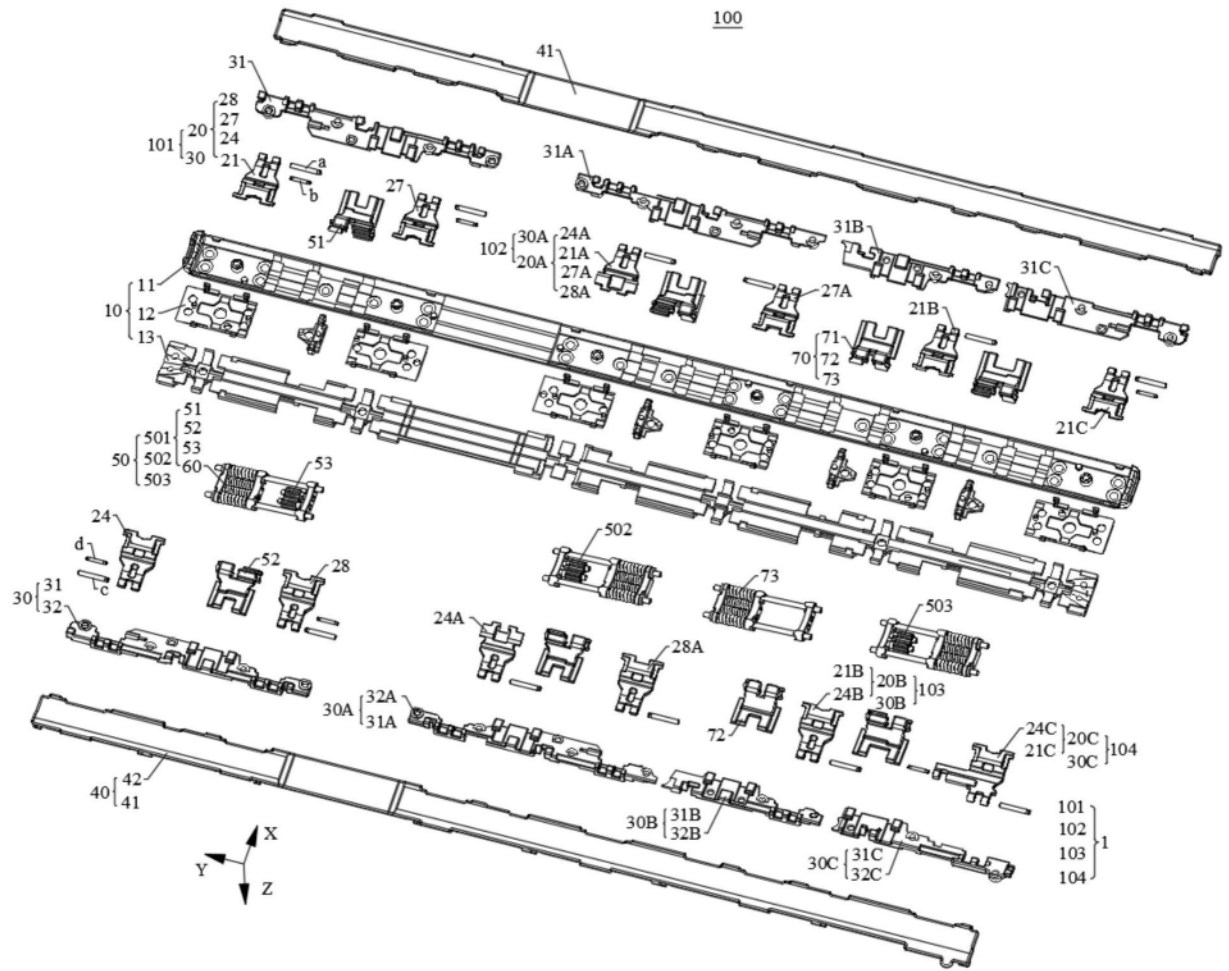 100
41
31
28
27
20
24
101
30
21
a
b
27
51
31A
31B
31C
30A
24A
102
21A
20A
27A
28A
27A
21B
71
70
72
73
21C
11
10
12
13
51
501
52
53
50
502
60
503
53
24
d
c
52
28
502
73
503
31
30
32
24A
28A
21B
20B
24B
103
30B
72
32A
30A
31A
24C
20C
21C
104
30C
42
40
41
31B
30B
32B
31C
30C
32C
101
102
1
103
104
X
Y
Z